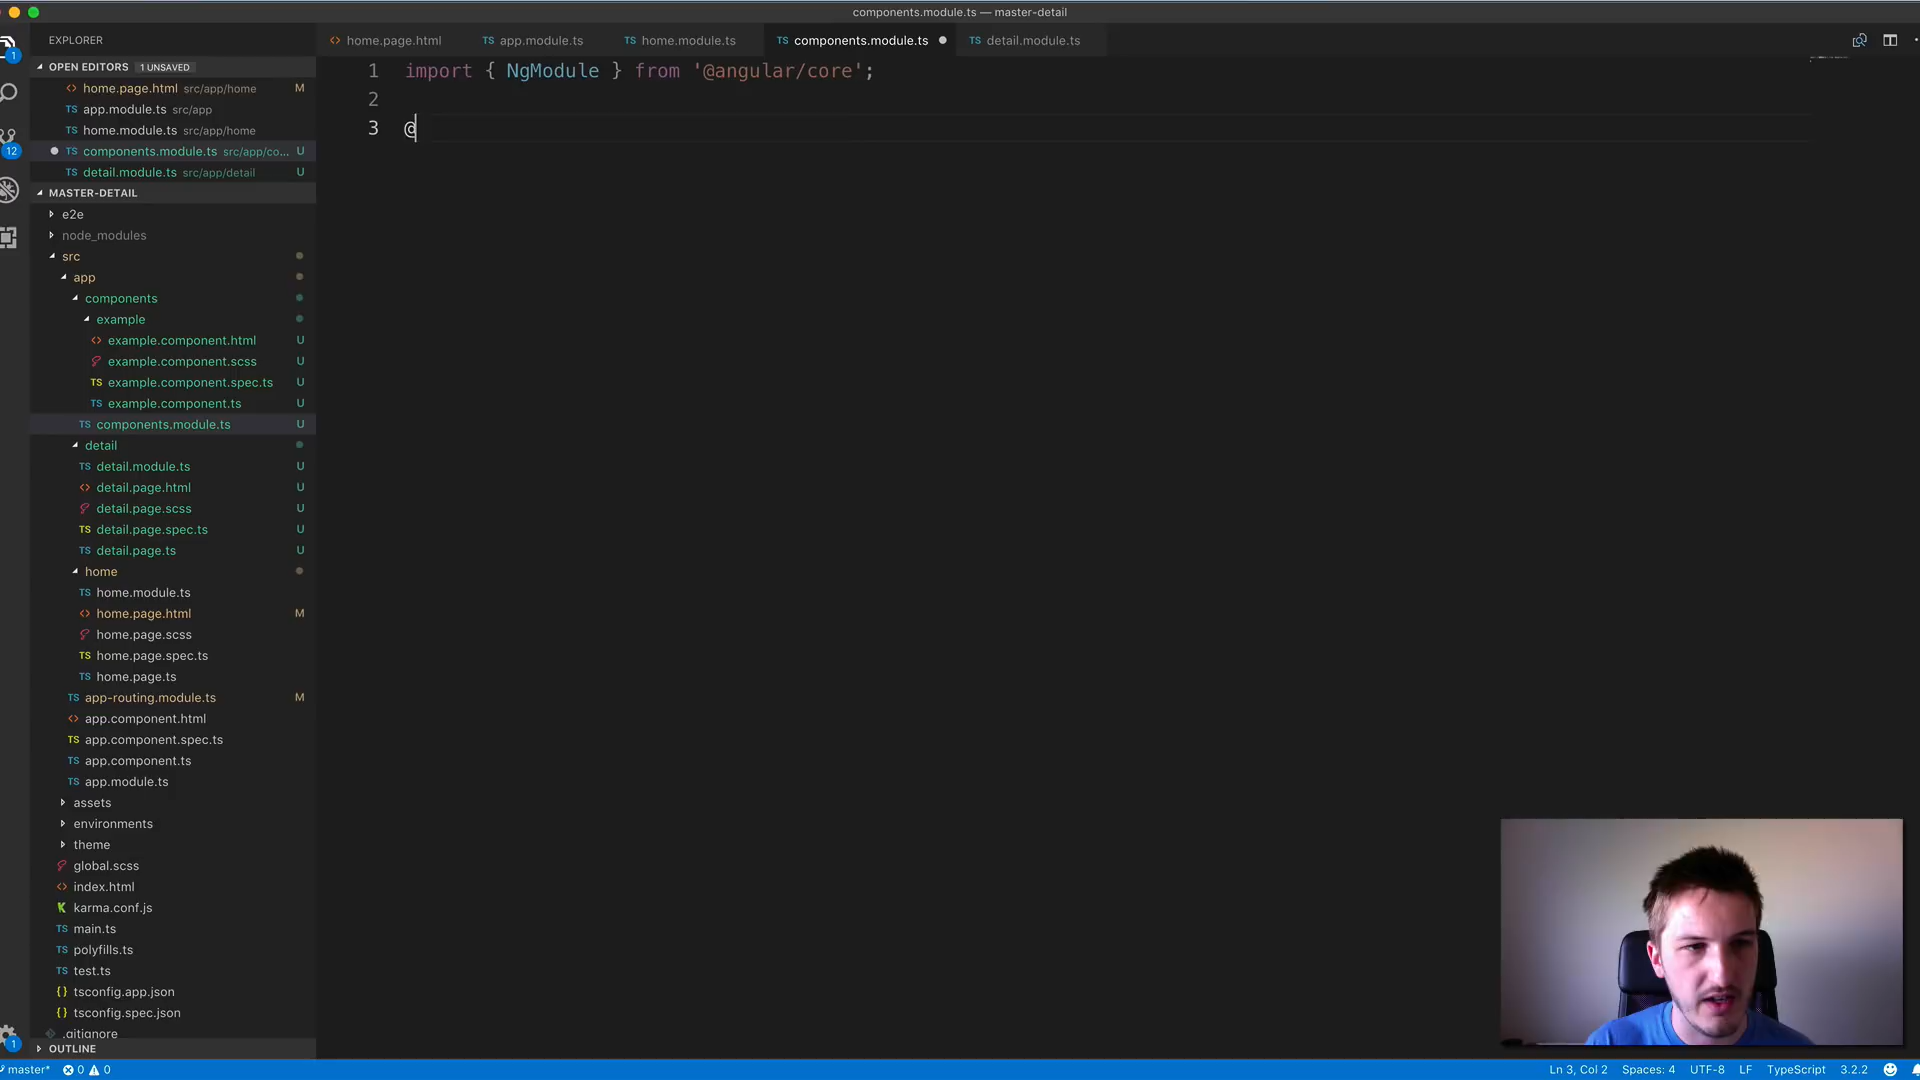 components.module.ts — master-detail
EXPLORER
home.page.html
TS app.module.ts
TS home.module.ts
TS components.module.ts
TS detail.module.ts
OPEN EDITORS 1 UNSAVED
home.page.html src/app/home M
TS app.module.ts src/app
TS home.module.ts src/app/home
TS components.module.ts src/app/co... U
TS detail.module.ts src/app/detail U
MASTER-DETAIL
e2e
node_modules
src
app
components
example
example.component.html U
example.component.scss U
TS example.component.spec.ts U
TS example.component.ts U
TS components.module.ts U
detail
TS detail.module.ts U
detail.page.html U
detail.page.scss U
TS detail.page.spec.ts U
TS detail.page.ts U
home
TS home.module.ts
home.page.html M
home.page.scss
TS home.page.spec.ts
TS home.page.ts
TS app-routing.module.ts M
app.component.html
TS app.component.spec.ts
TS app.component.ts
TS app.module.ts
assets
environments
theme
global.scss
index.html
karma.conf.js
TS main.ts
TS polyfills.ts
TS test.ts
{} tsconfig.app.json
{} tsconfig.spec.json
.gitignore
OUTLINE
1 import { NgModule } from '@angular/core';
2
3 @
1
12
1
master* 0 0
Ln 3, Col 2 Spaces: 4 UTF-8 LF TypeScript 3.2.2